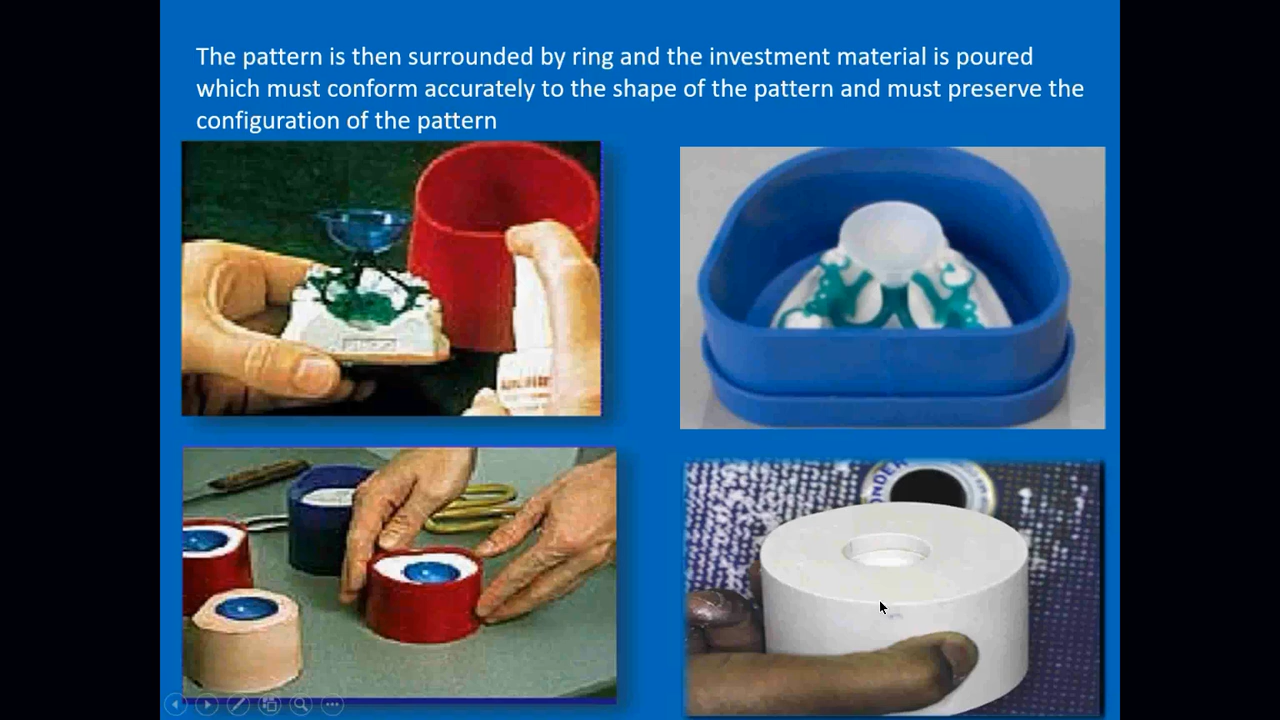 The pattern is then surrounded by ring and the investment material is poured
which must conform accurately to the shape of the pattern and must preserve the
configuration of the pattern